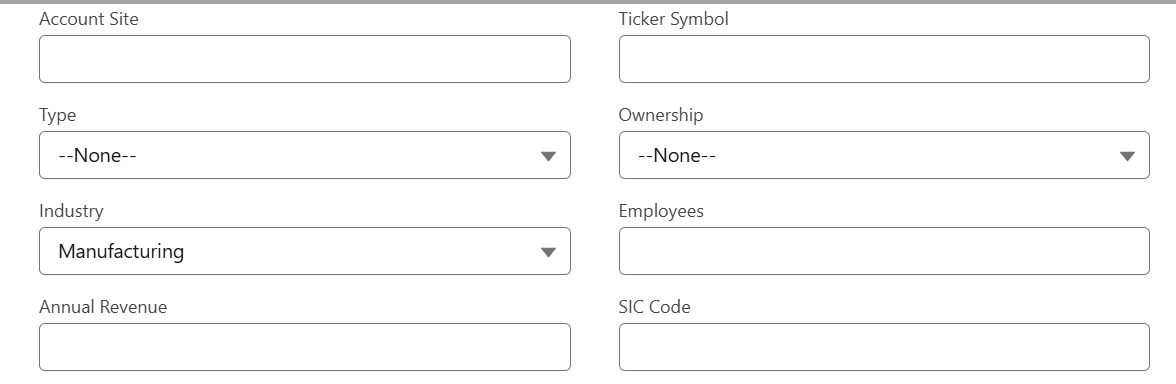 Account Site
Ticker Symbol
Type
Ownership
--None--
--None--
Industry
Employees
Manufacturing
Annual Revenue
SIC Code